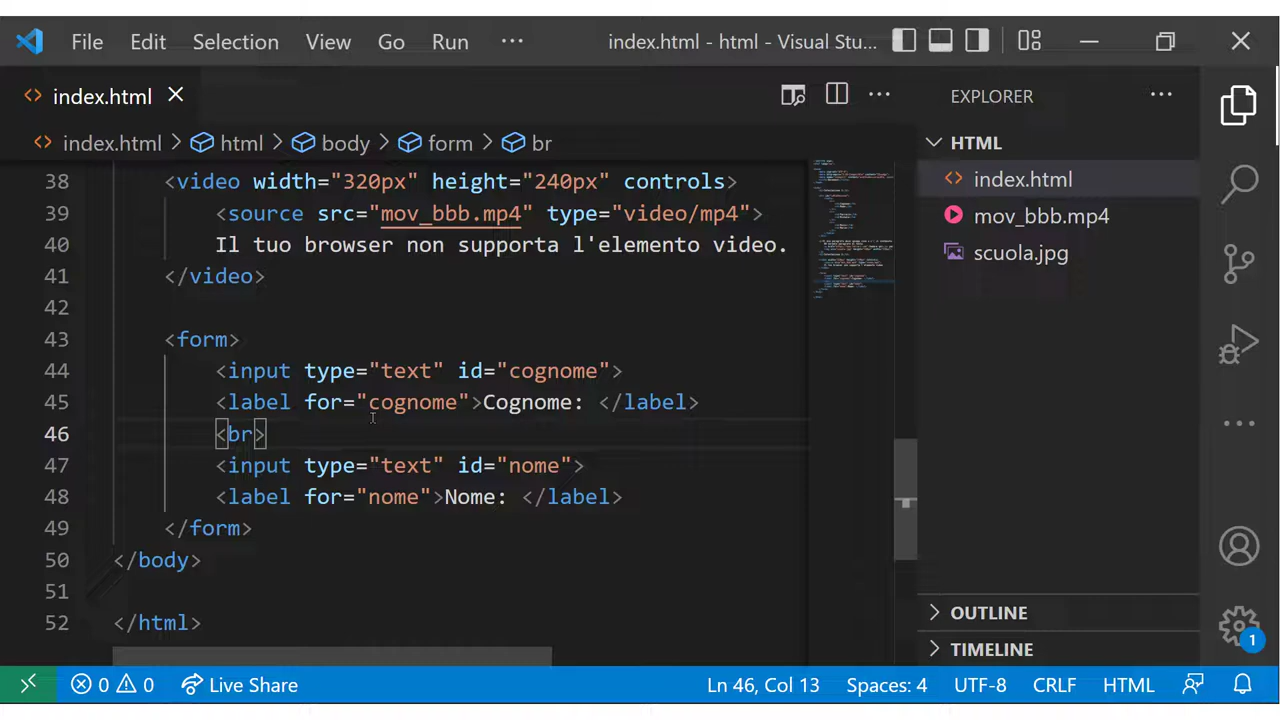 File Edit Selection View Go Run ··· index.html - html - Visual Stu...
index.html
index.html > html > body > form > br
38 <video width="320px" height="240px" controls>
39 <source src="mov_bbb.mp4" type="video/mp4">
40 Il tuo browser non supporta l'elemento video.
41 </video>
42
43 <form>
44 <input type="text" id="cognome">
45 <label for="cognome">Cognome: </label>
46 <br>
47 <input type="text" id="nome">
48 <label for="nome">Nome: </label>
49 </form>
50 </body>
51
52 </html>
EXPLORER
HTML
index.html
mov_bbb.mp4
scuola.jpg
OUTLINE
TIMELINE
1
0 0 Live Share Ln 46, Col 13 Spaces: 4 UTF-8 CRLF HTML